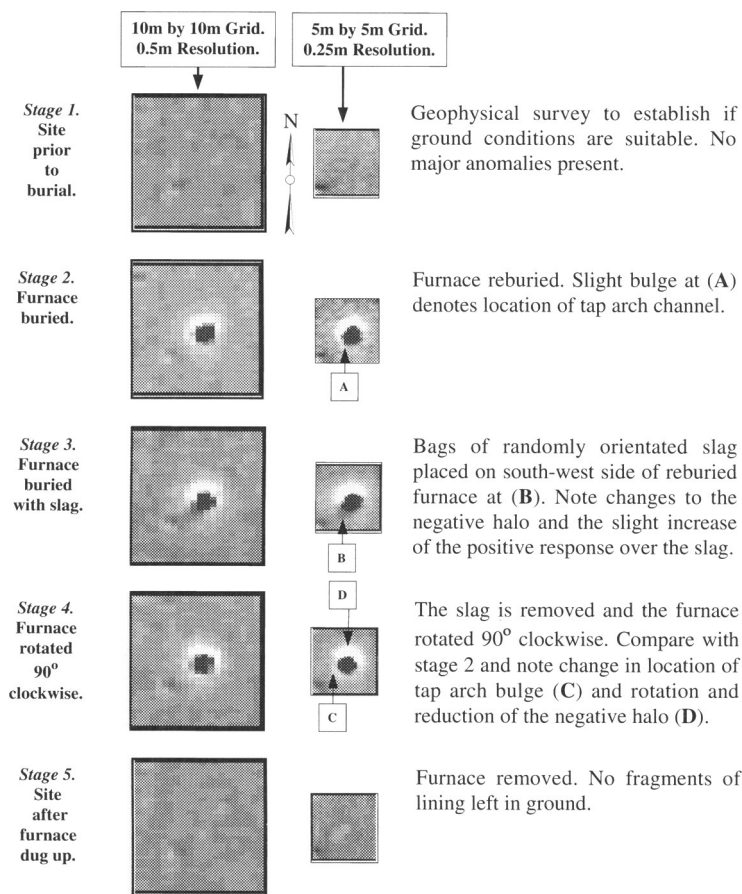 10m by 10m Grid.
0.5m Resolution.
5m by 5m Grid.
0.25m Resolution.
Stage 1.
Site
prior
to
burial.
N
Geophysical survey to establish if
ground conditions are suitable. No
major anomalies present.
Stage 2.
Furnace
buried.
A
Furnace reburied. Slight bulge at (A)
denotes location of tap arch channel.
Stage 3.
Furnace
buried
with slag.
B
Bags of randomly orientated slag
placed on south-west side of reburied
furnace at (B). Note changes to the
negative halo and the slight increase
of the positive response over the slag.
Stage 4.
Furnace
rotated
90°
clockwise.
D
C
The slag is removed and the furnace
rotated 90° clockwise. Compare with
stage 2 and note change in location of
tap arch bulge (C) and rotation and
reduction of the negative halo (D).
Stage 5.
Site
after
furnace
dug up.
Furnace removed. No fragments of
lining left in ground.